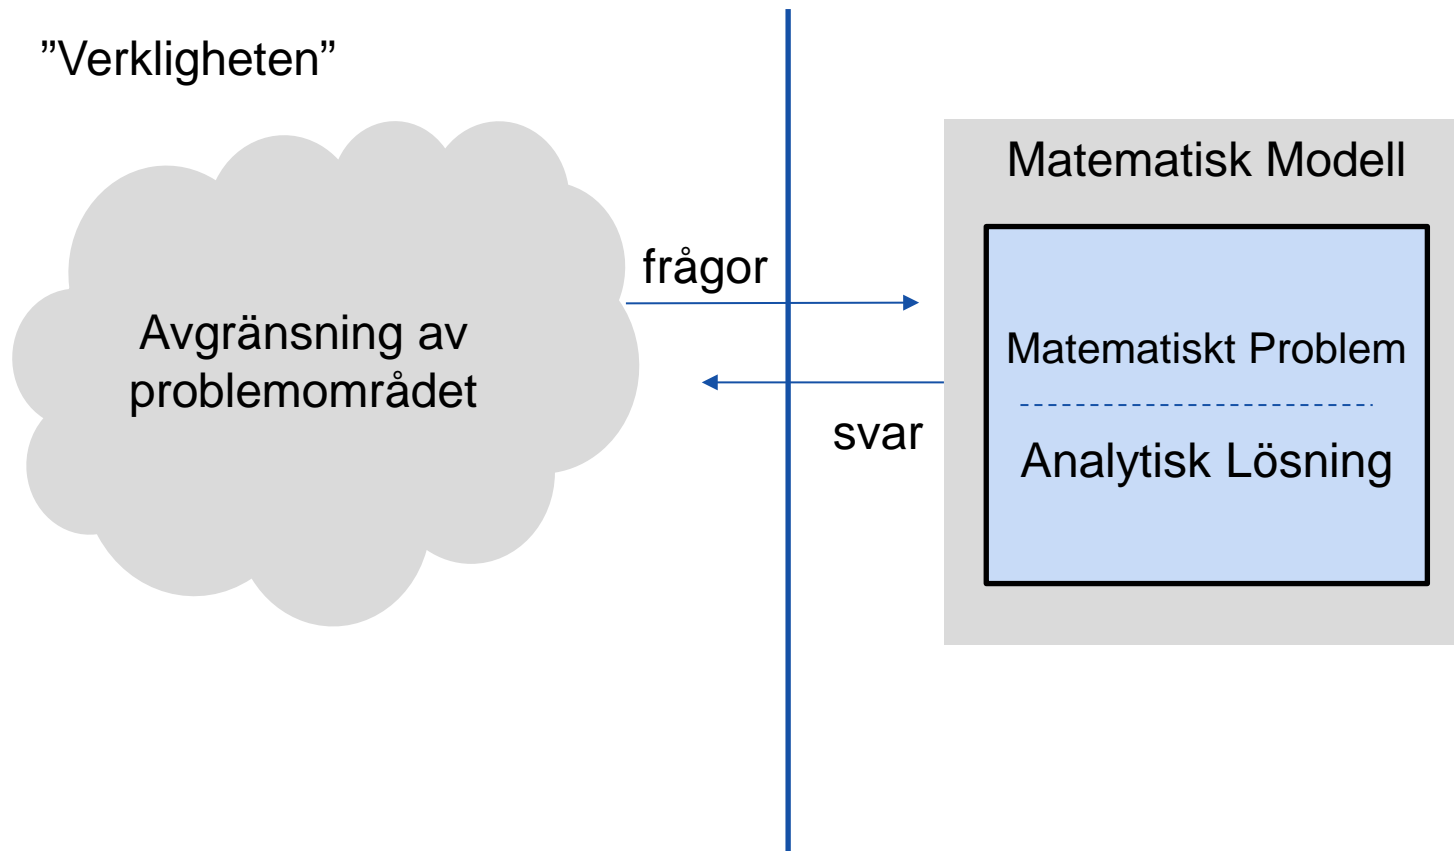 ”Verkligheten”
Avgränsning av
problemområdet
frågor
svar
Matematisk Modell
Matematiskt Problem
Analytisk Lösning